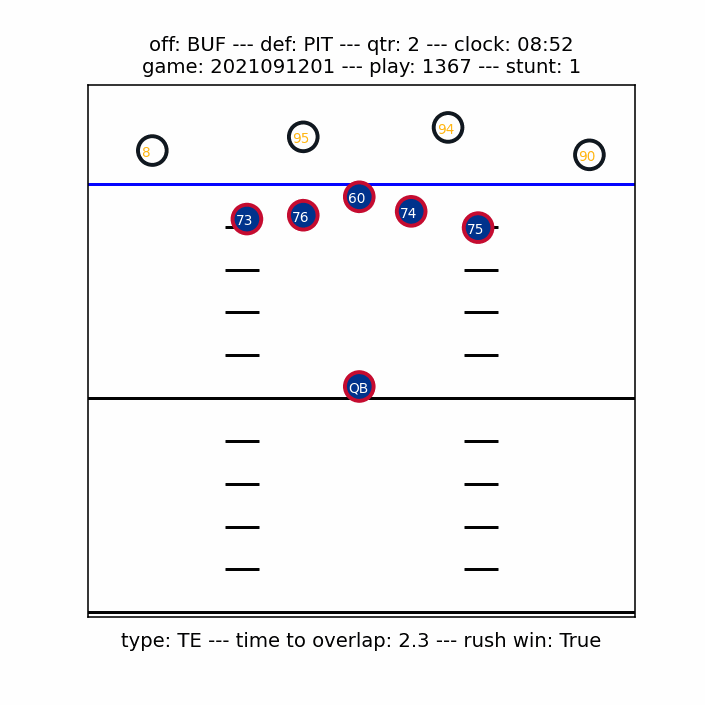 off: BUF --- def: PIT --- qtr: 2 --- clock: 08:52
game: 2021091201 --- play: 1367 --- stunt: 1
94
95
8
90
60
74
76
73
75
QB
type: TE --- time to overlap: 2.3 --- rush win: True